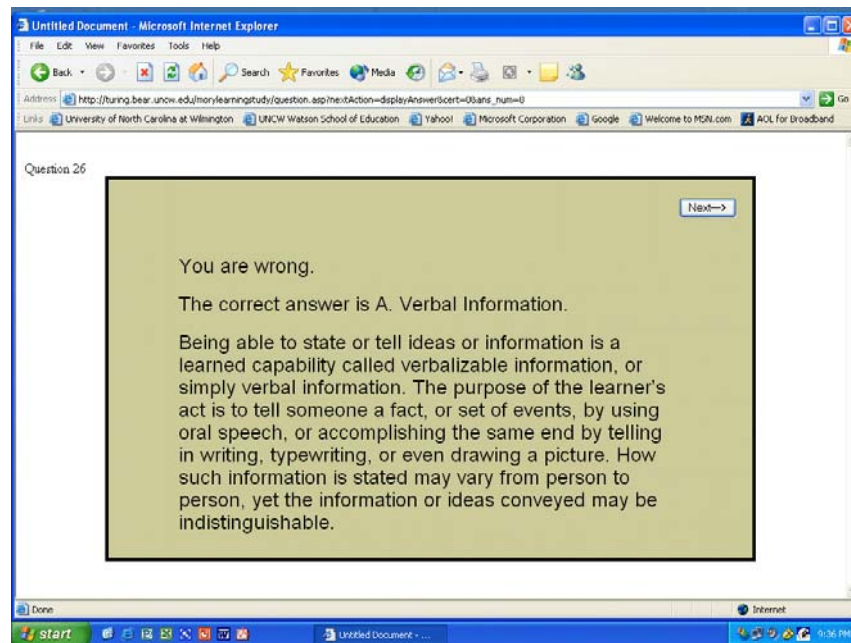 Untitled Document - Microsoft Internet Explorer
File Edit View Favorites Tools Help
Back Search Favorites Media
Address http://turing.bear.uncw.edu/morylearningstudy/question.asp?nextAction=displayAnswer&cert=0&ans_num=0 Go
Links University of North Carolina at Wilmington UNCW Watson School of Education Yahoo! Microsoft Corporation Google Welcome to MSN.com AOL for Broadband
Question 26
Next-->
You are wrong.
The correct answer is A. Verbal Information.
Being able to state or tell ideas or information is a
learned capability called verbalizable information, or
simply verbal information. The purpose of the learner's
act is to tell someone a fact, or set of events, by using
oral speech, or accomplishing the same end by telling
in writing, typewriting, or even drawing a picture. How
such information is stated may vary from person to
person, yet the information or ideas conveyed may be
indistinguishable.
Done Internet
start Untitled Document - ... 9:36 PM